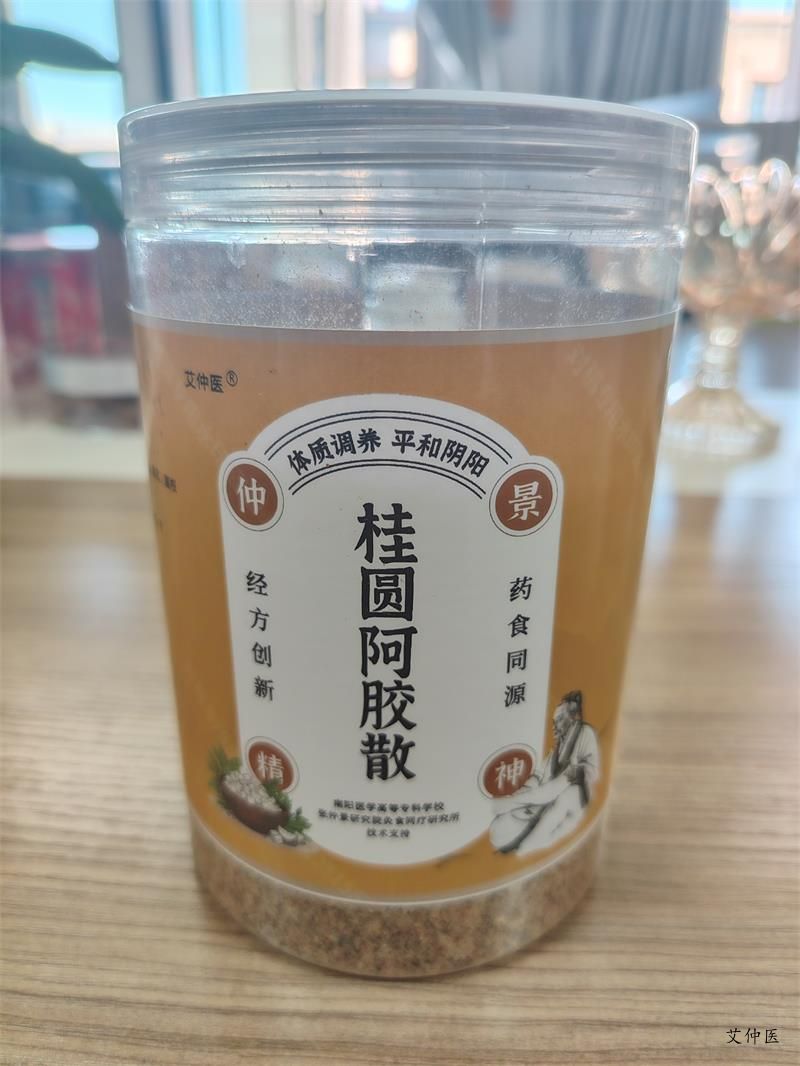 艾仲医®
体质调养 平和阴阳
仲
景
桂圆阿胶散
经方创新
药食同源
精
神
南阳医学高等专科学校
张仲景研究院灸食同疗研究所
技术支持
艾仲医